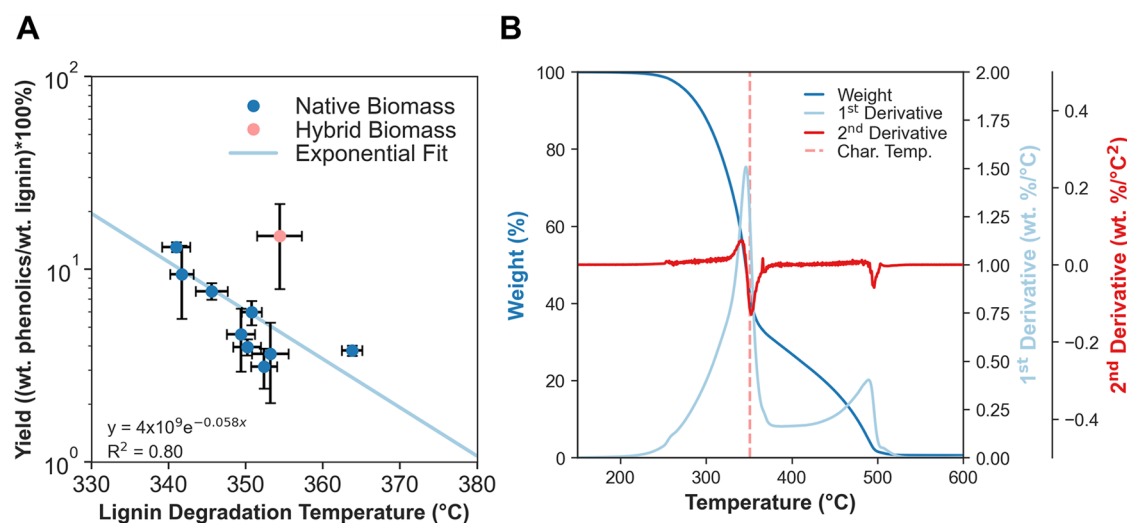 A
Yield ((wt. phenolics/wt. lignin)*100%)
10²
10¹
10⁰
Native Biomass
Hybrid Biomass
Exponential Fit
y = 4x10⁹e⁻⁰·⁰⁵⁸ˣ
R² = 0.80
330 340 350 360 370 380
Lignin Degradation Temperature (°C)
B
Weight (%)
100
80
60
40
20
0
Weight
1ˢᵗ Derivative
2ⁿᵈ Derivative
Char. Temp.
200 300 400 500 600
Temperature (°C)
2.00
1.75
1.50
1.25
1.00
0.75
0.50
0.25
0.00
1ˢᵗ Derivative (wt. %/°C)
0.4
0.2
0.0
−0.2
−0.4
2ⁿᵈ Derivative (wt. %/°C²)